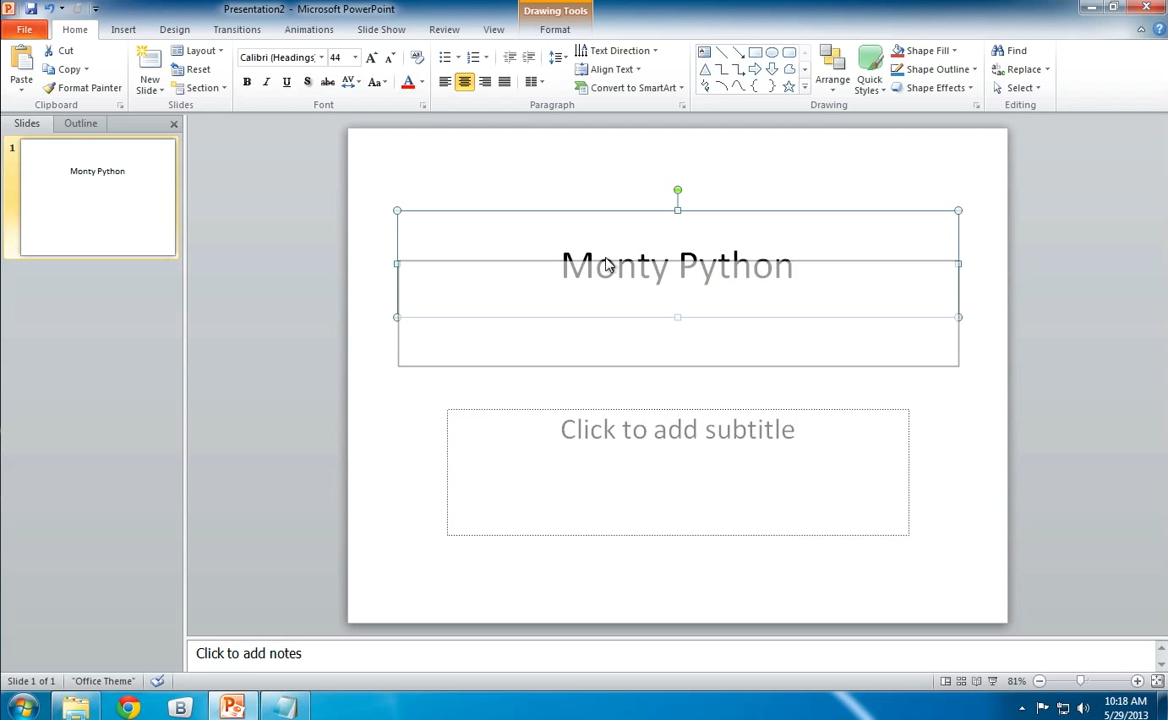 Presentation2 - Microsoft PowerPoint
Drawing Tools
File Home Insert Design Transitions Animations Slide Show Review View Format
Paste
Cut
Copy
Format Painter
Clipboard
New
Slide
Layout
Reset
Section
Slides
Calibri (Headings) 44
B I U S abc AV Aa A
Font
Text Direction
Align Text
Convert to SmartArt
Paragraph
Arrange
Quick
Styles
Shape Fill
Shape Outline
Shape Effects
Drawing
Find
Replace
Select
Editing
Slides Outline
1
Monty Python
Monty Python
Click to add subtitle
Click to add notes
Slide 1 of 1 "Office Theme" 81%
10:18 AM
5/29/2013